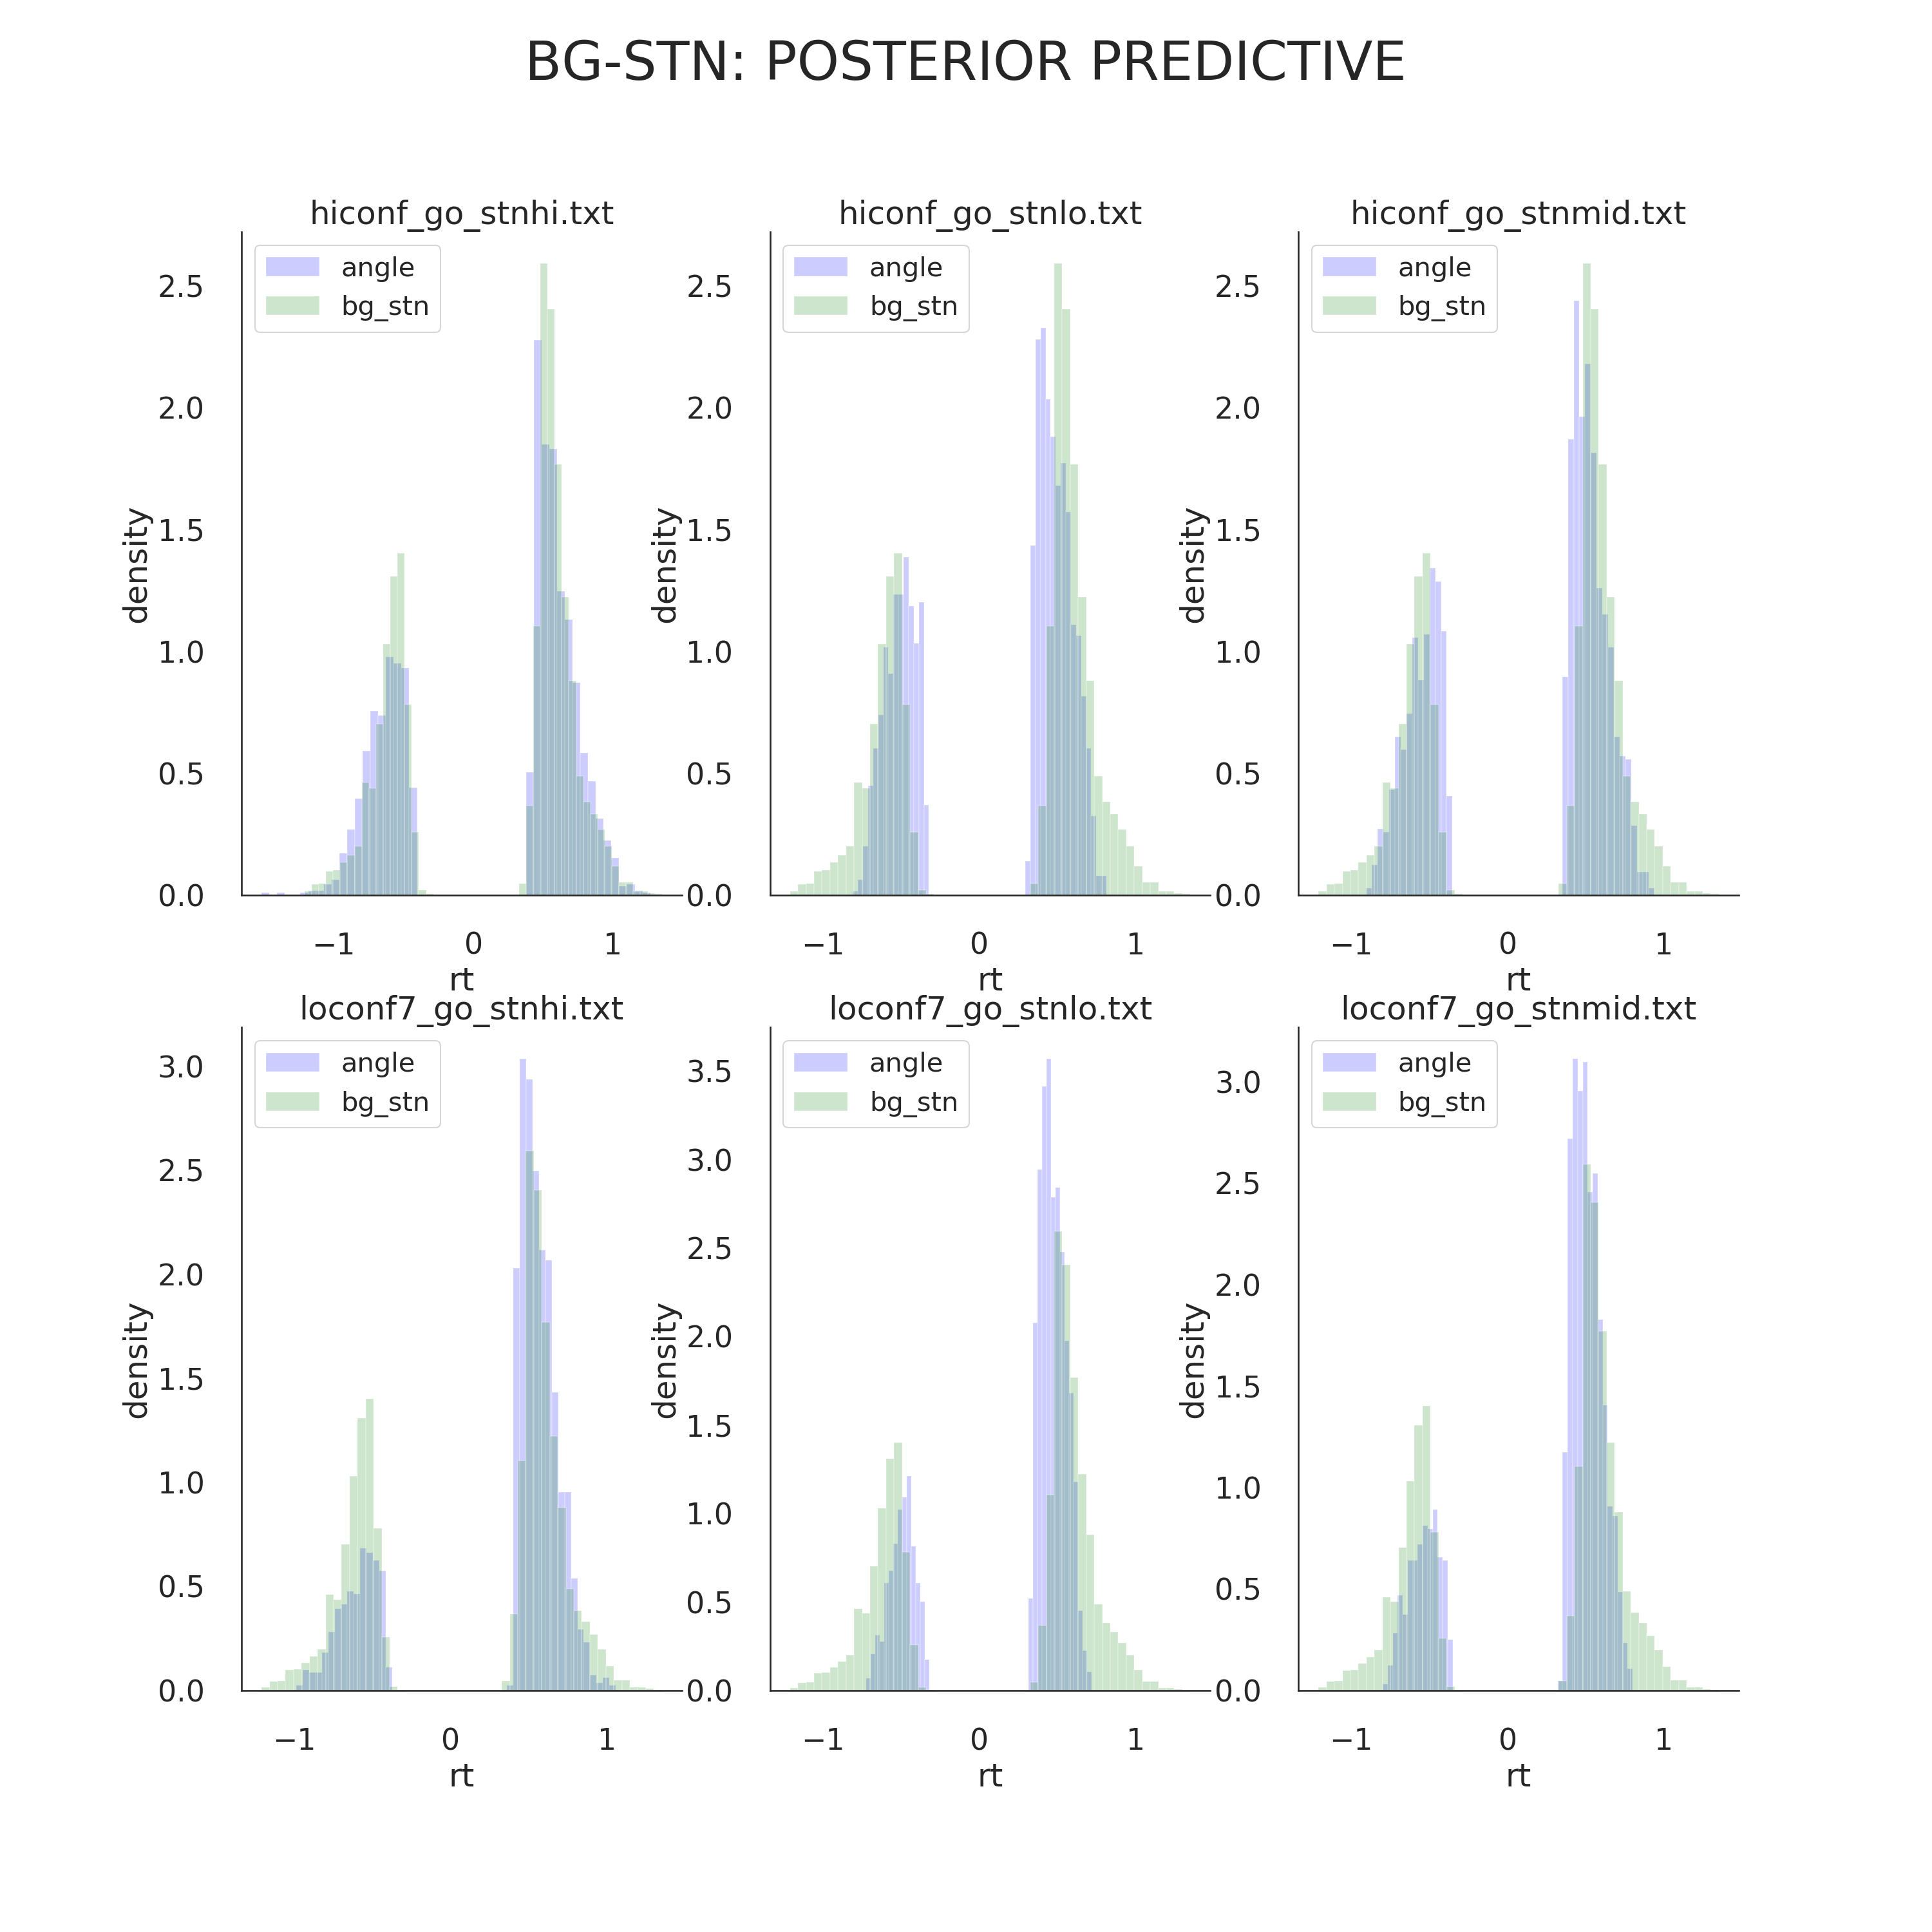 BG-STN: POSTERIOR PREDICTIVE
hiconf_go_stnhi.txt
angle
bg_stn
density
2.5
2.0
1.5
1.0
0.5
0.0
−1 0 1
rt
hiconf_go_stnlo.txt
angle
bg_stn
density
2.5
2.0
1.5
1.0
0.5
0.0
−1 0 1
rt
hiconf_go_stnmid.txt
angle
bg_stn
density
2.5
2.0
1.5
1.0
0.5
0.0
−1 0 1
rt
loconf7_go_stnhi.txt
angle
bg_stn
density
3.0
2.5
2.0
1.5
1.0
0.5
0.0
−1 0 1
rt
loconf7_go_stnlo.txt
angle
bg_stn
density
3.5
3.0
2.5
2.0
1.5
1.0
0.5
0.0
−1 0 1
rt
loconf7_go_stnmid.txt
angle
bg_stn
density
3.0
2.5
2.0
1.5
1.0
0.5
0.0
−1 0 1
rt